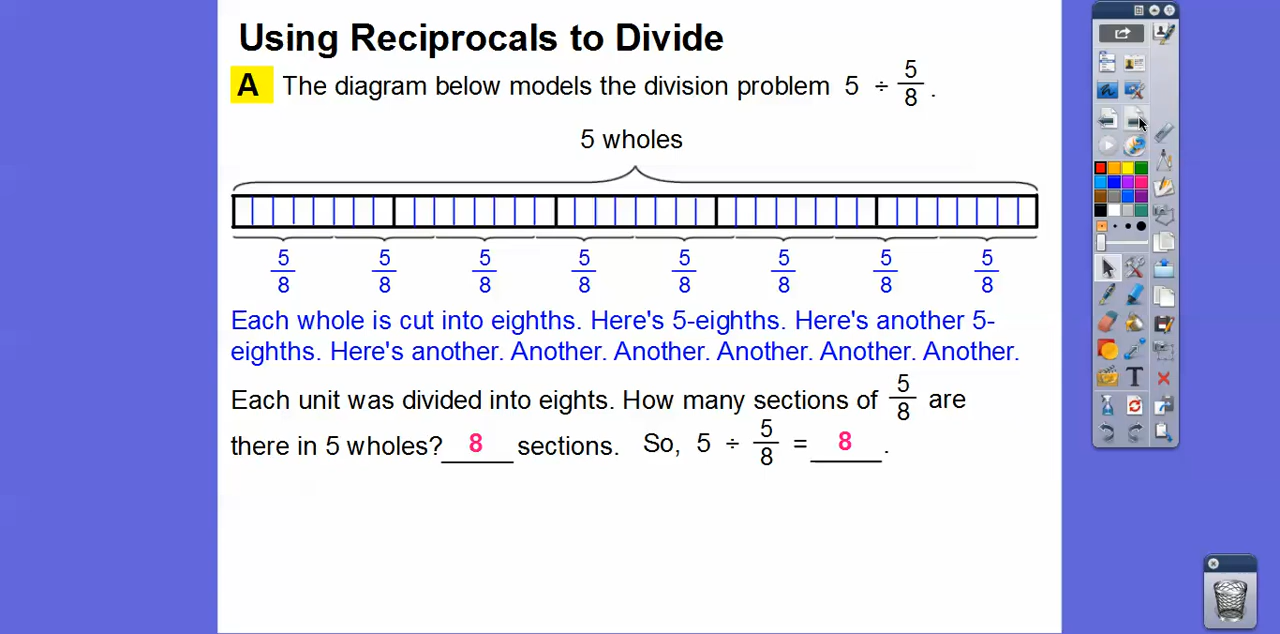 Using Reciprocals to Divide
A The diagram below models the division problem 5 ÷ 5/8.
5 wholes
5/8 5/8 5/8 5/8 5/8 5/8 5/8 5/8
Each whole is cut into eighths. Here's 5-eighths. Here's another 5-
eighths. Here's another. Another. Another. Another. Another. Another.
Each unit was divided into eights. How many sections of 5/8 are
there in 5 wholes? 8 sections. So, 5 ÷ 5/8 = 8.